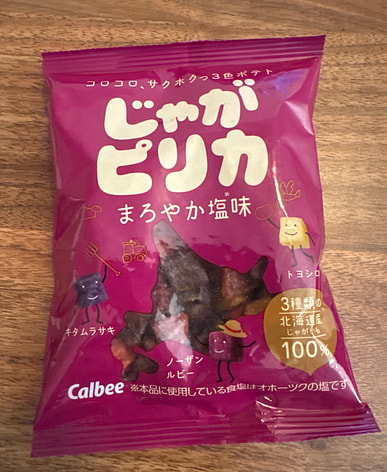 コロコロ、サクホクっ3色ポテト
じゃが
ピリカ
まろやか塩※味
トヨシロ
キタムラサキ
3種類の
北海道産
じゃがいも
100%
ノーザン
ルビー
Calbee
※本品に使用している食塩はオホーツクの塩です